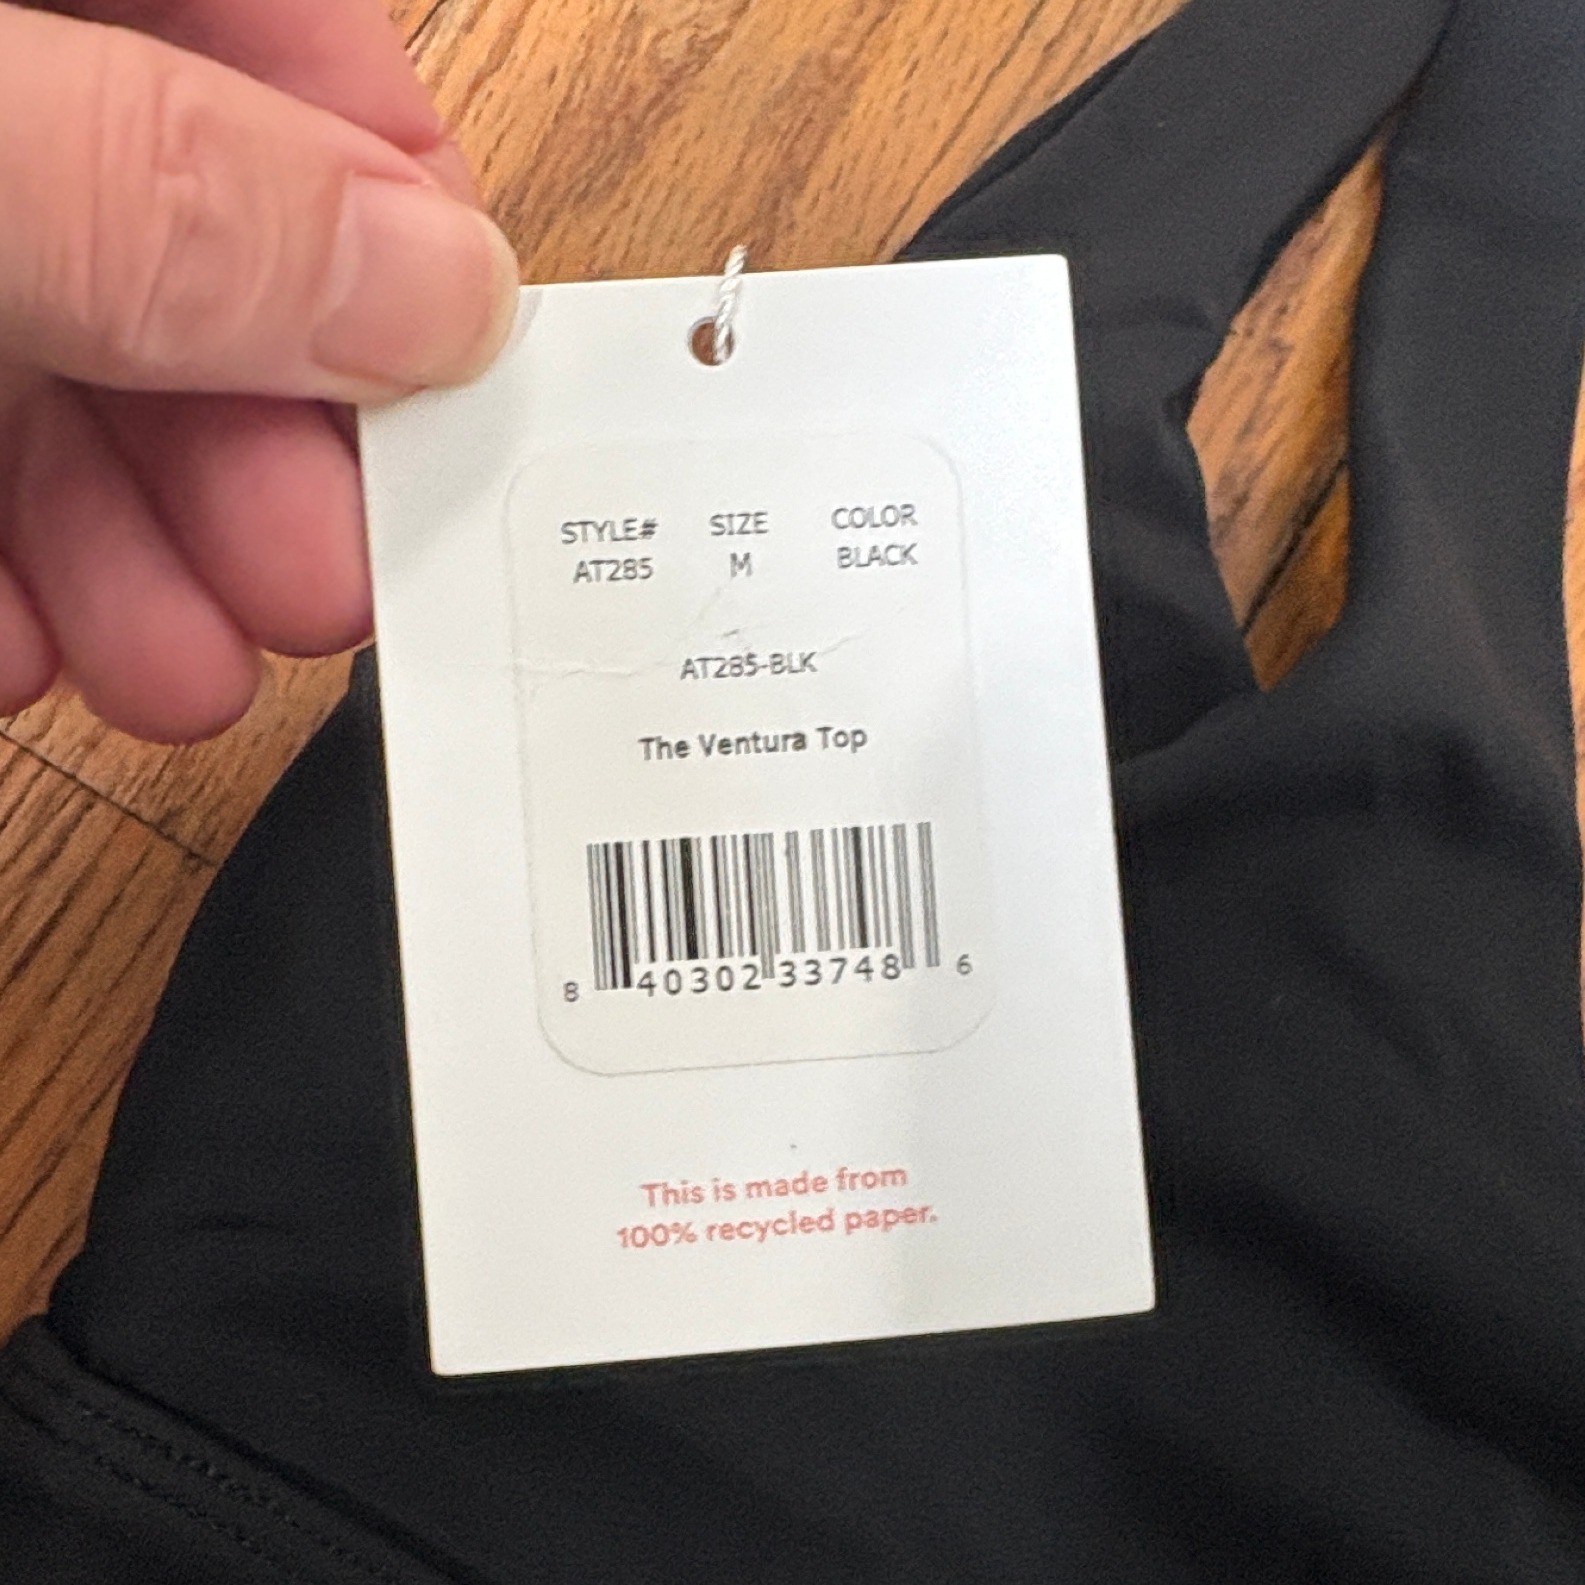 STYLE# SIZE COLOR
AT285 M BLACK
AT285-BLK
The Ventura Top
8 40302 33748 6
This is made from
100% recycled paper.